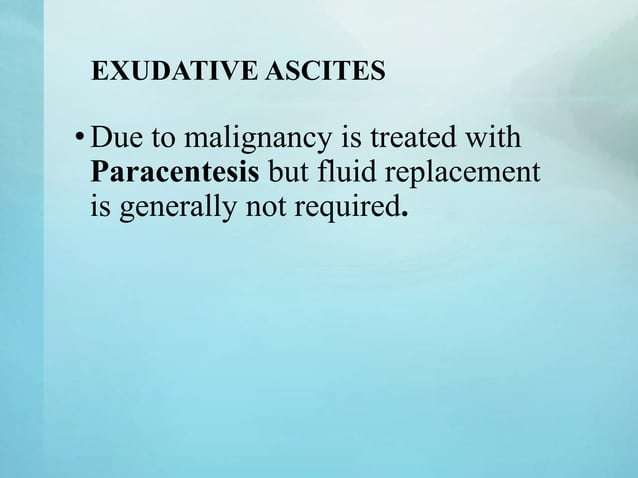 EXUDATIVE ASCITES
• Due to malignancy is treated with
Paracentesis but fluid replacement
is generally not required.